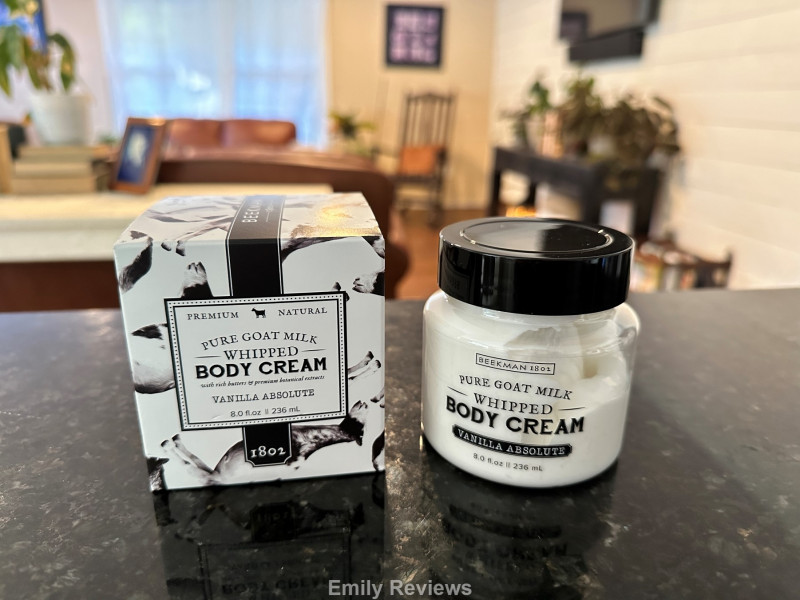 BEEKMAN
PREMIUM NATURAL
PURE GOAT MILK
WHIPPED
BODY CREAM
with rich butters & premium botanical extracts
VANILLA ABSOLUTE
8.0 fl.oz || 236 mL
1802
BEEKMAN 1802
PURE GOAT MILK
WHIPPED
BODY CREAM
VANILLA ABSOLUTE
8.0 fl.oz || 236 mL
Emily Reviews